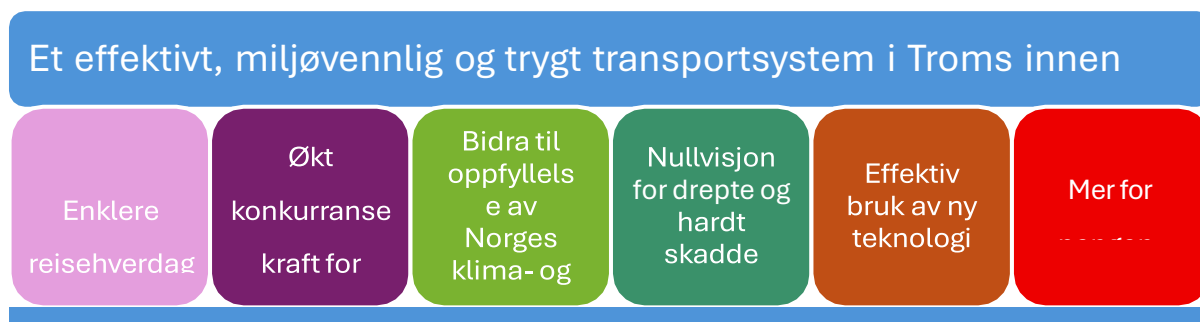 Et effektivt, miljøvennlig og trygt transportsystem i Troms innen
Enklere
reisehverdag
Økt
konkurranse
kraft for
Bidra til
oppfyllels
e av
Norges
klima- og
Nullvisjon
for drepte og
hardt
skadde
Effektiv
bruk av ny
teknologi
Mer for